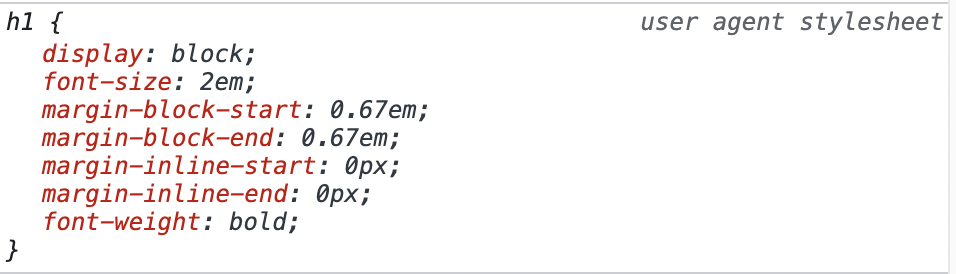 h1 { user agent stylesheet
display: block;
font-size: 2em;
margin-block-start: 0.67em;
margin-block-end: 0.67em;
margin-inline-start: 0px;
margin-inline-end: 0px;
font-weight: bold;
}